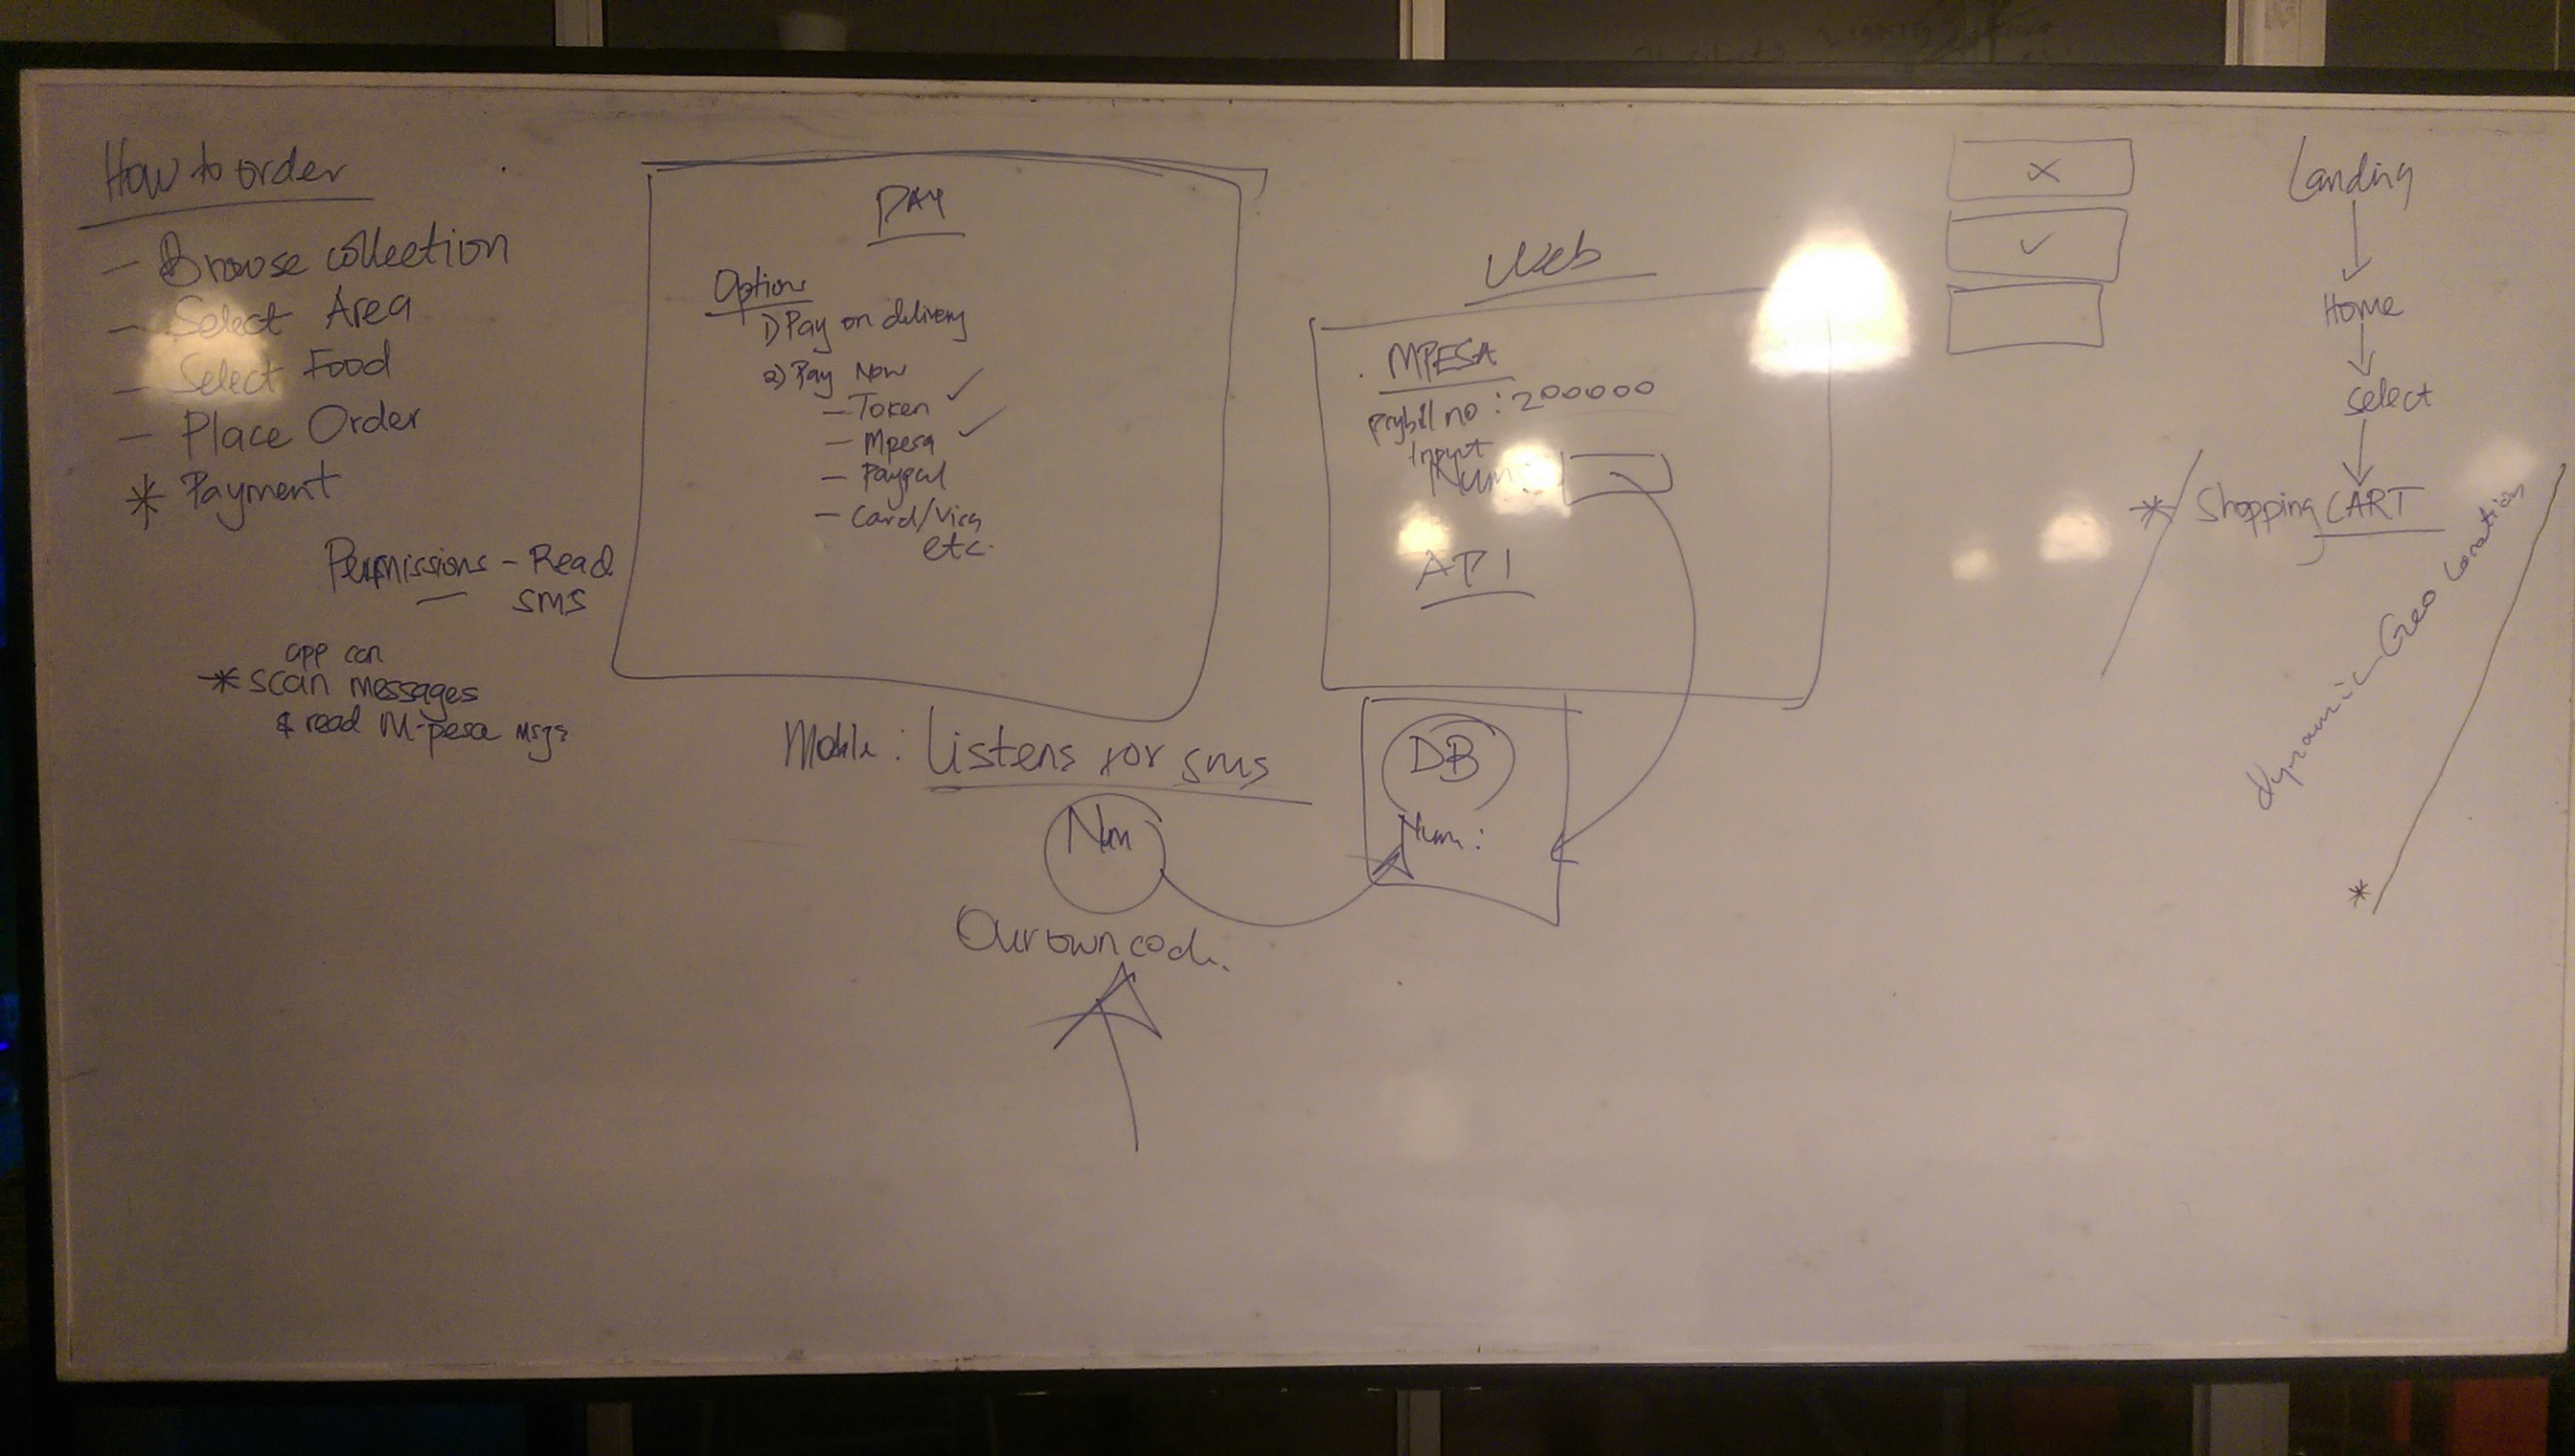 How to order
- Browse collection
- Select Area
- Select Food
- Place Order
* Payment
Permissions - Read
sms
app can
* scan messages
& read M-pesa msgs
PAY
Options
1) Pay on delivery
2) Pay Now
- Token ✓
- Mpesa ✓
- Paypal
- Card/Visa
etc.
Mobile: Listens for sms
Num
Our own code.
Web
MPESA
Paybill no: 200000
Input
Num:
API
DB
Num:
X
✓
Landing
Home
Select
* Shopping CART
dynamic - Geo Location
*